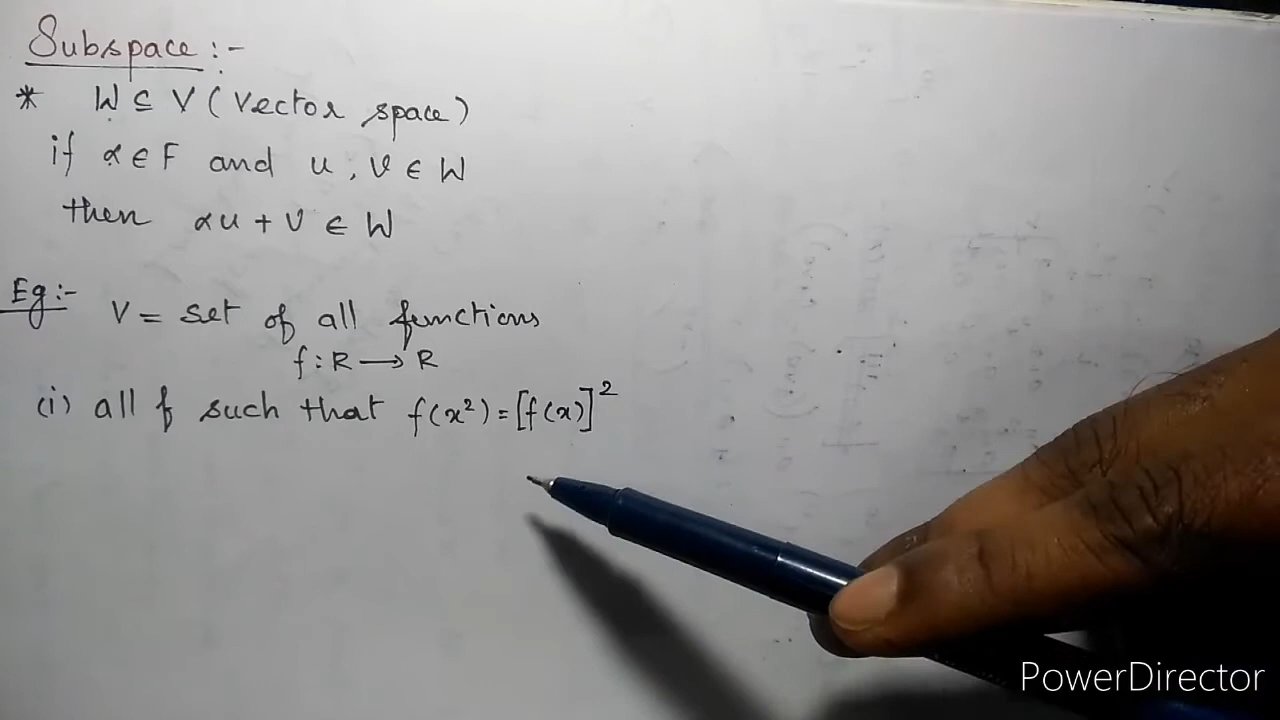 Subspace :-
* W ⊆ V (Vector space)
if α ∈ F and u, v ∈ W
then αu + v ∈ W
Eg:- V = set of all functions
f : R → R
(i) all f such that f(x²) = [f(x)]²
PowerDirector